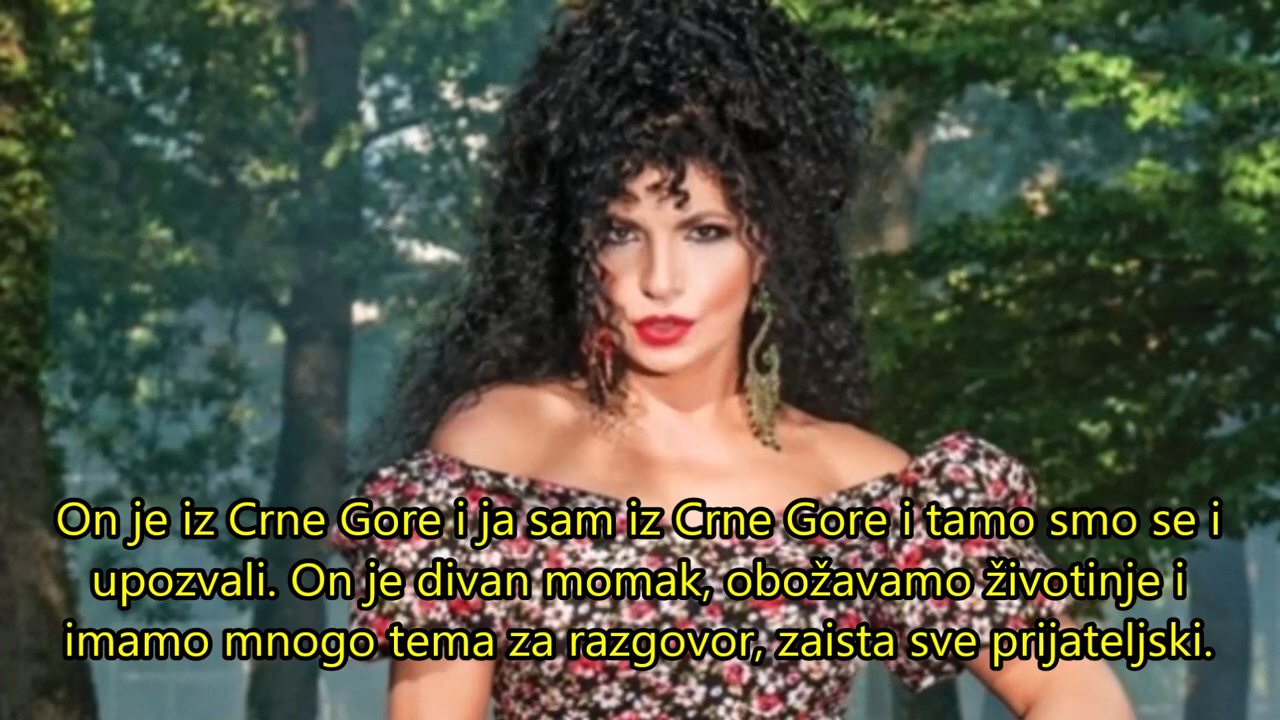 On je iz Crne Gore i ja sam iz Crne Gore i tamo smo se i
upozvali. On je divan momak, obožavamo životinje i
imamo mnogo tema za razgovor, zaista sve prijateljski.